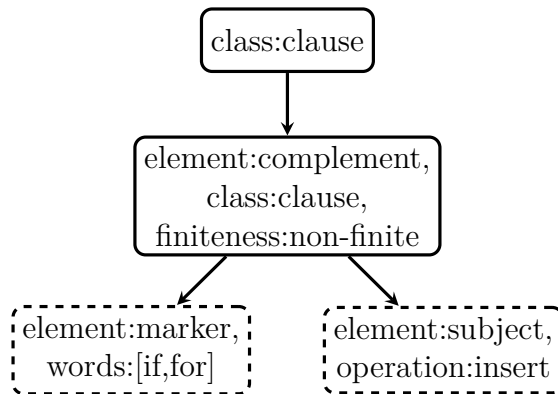 class:clause
element:complement,
class:clause,
finiteness:non-finite
element:marker,
words:[if,for]
element:subject,
operation:insert